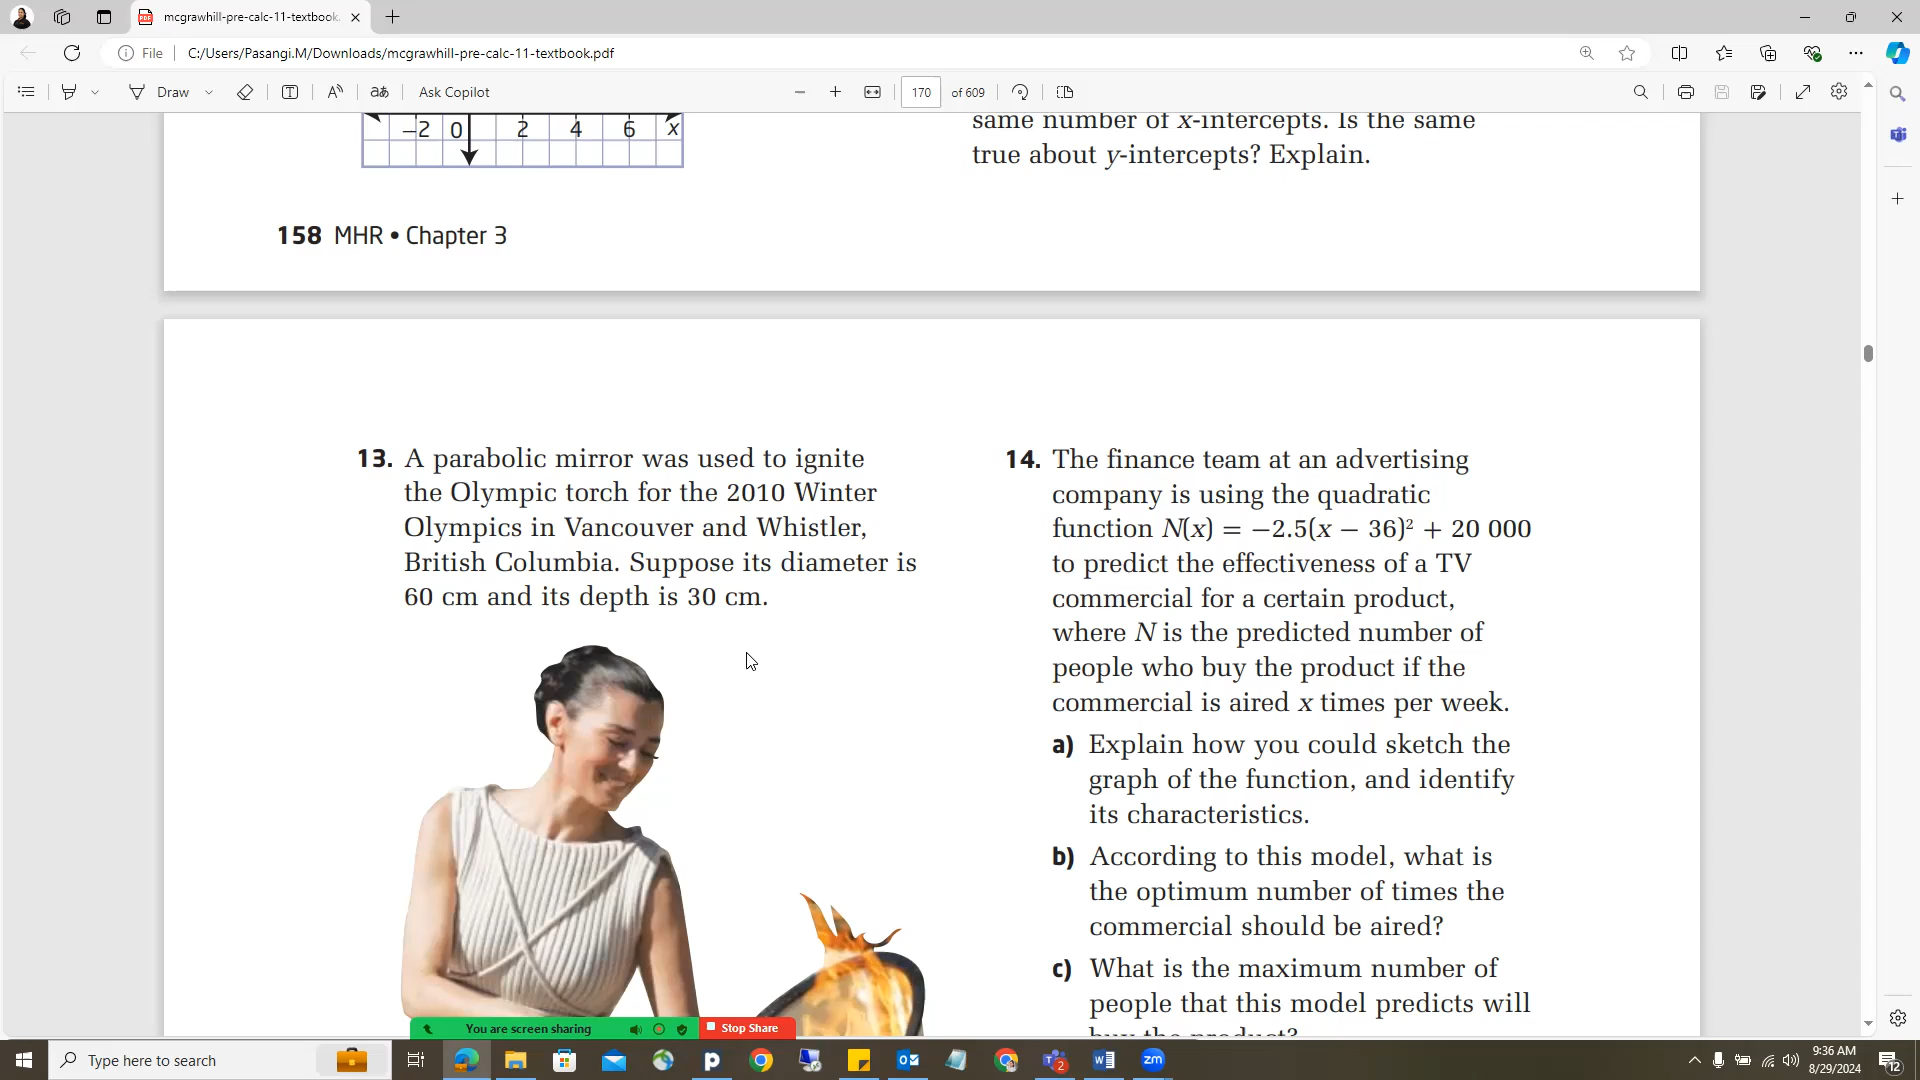 mcgrawhill-pre-calc-11-textbook.
File
C:/Users/Pasangi.M/Downloads/mcgrawhill-pre-calc-11-textbook.pdf
Draw
Ask Copilot
170 of 609
−2 0 2 4 6 x
same number of x-intercepts. Is the same
true about y-intercepts? Explain.
158 MHR • Chapter 3
13. A parabolic mirror was used to ignite
the Olympic torch for the 2010 Winter
Olympics in Vancouver and Whistler,
British Columbia. Suppose its diameter is
60 cm and its depth is 30 cm.
14. The finance team at an advertising
company is using the quadratic
function N(x) = −2.5(x − 36)² + 20 000
to predict the effectiveness of a TV
commercial for a certain product,
where N is the predicted number of
people who buy the product if the
commercial is aired x times per week.
a) Explain how you could sketch the
graph of the function, and identify
its characteristics.
b) According to this model, what is
the optimum number of times the
commercial should be aired?
c) What is the maximum number of
people that this model predicts will
buy the product?
You are screen sharing
Stop Share
Type here to search
9:36 AM
8/29/2024